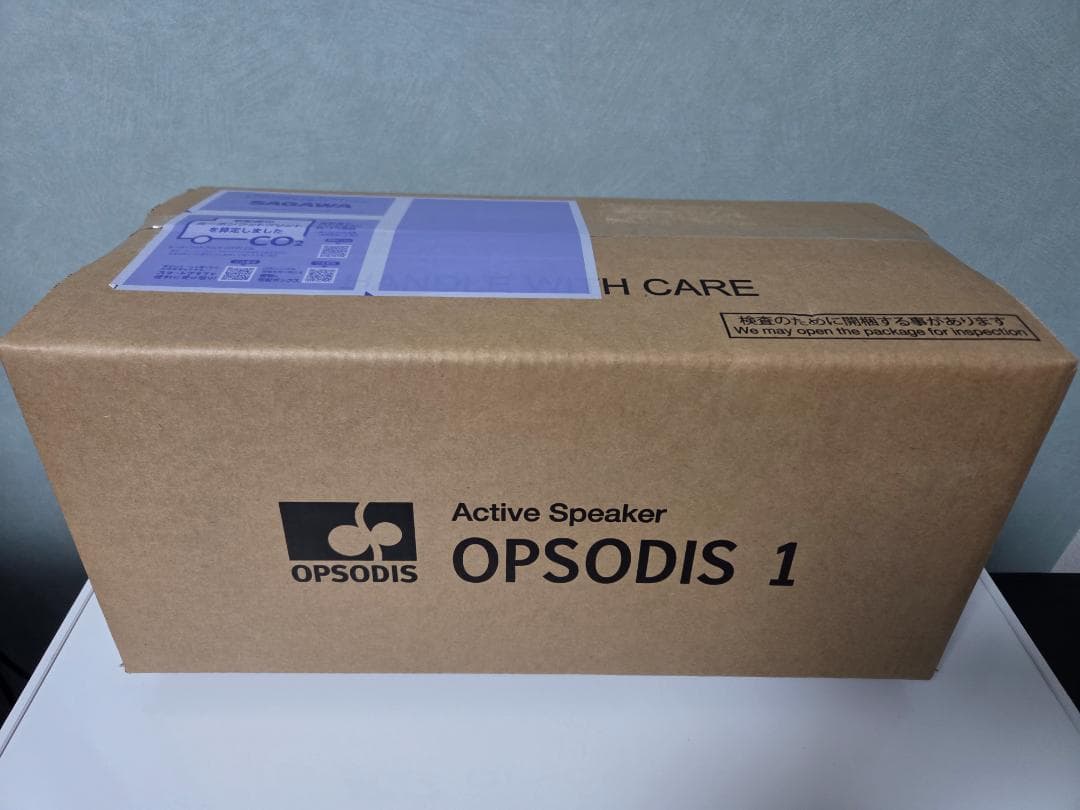 SAGAWA
を算定しました
CO2
H CARE
検査のために開梱する事があります
We may open the package for inspection
Active Speaker
OPSODIS 1
OPSODIS